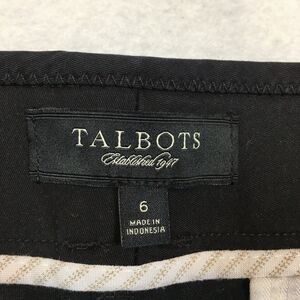 TALBOTS
Established 1947
6
MADE IN
INDONESIA